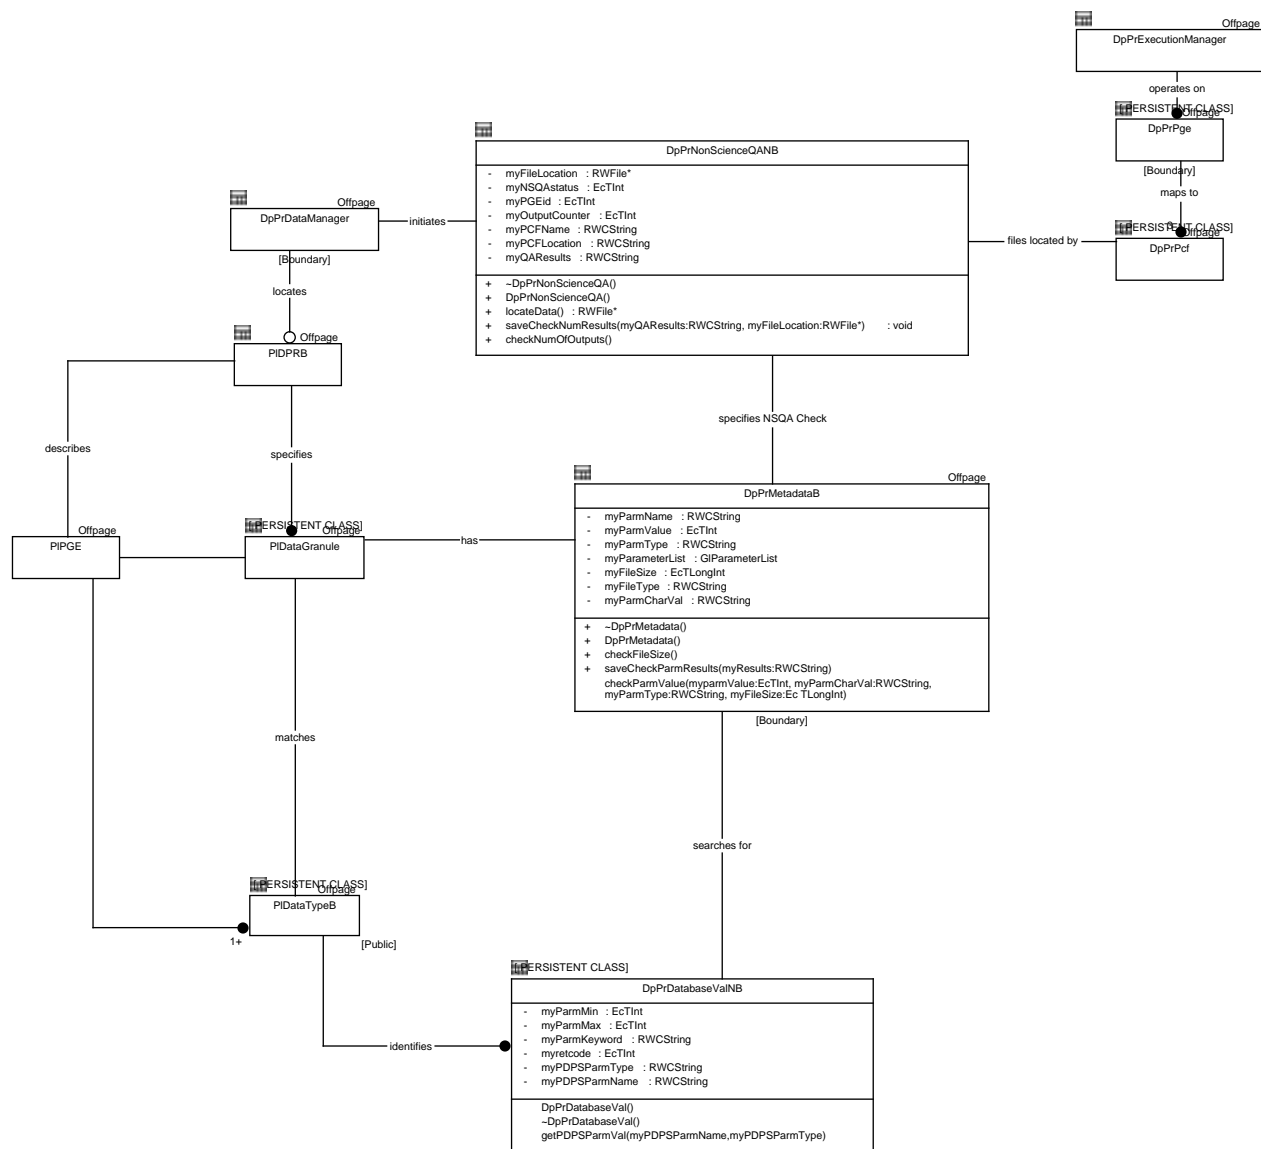 Offpage
DpPrExecutionManager
operates on
[PERSISTENT CLASS]
Offpage
DpPrPge
[Boundary]
maps to
[PERSISTENT CLASS]
Offpage
DpPrPcf
files located by
DpPrNonScienceQANB
- myFileLocation : RWFile*
- myNSQAstatus : EcTInt
- myPGEid : EcTInt
- myOutputCounter : EcTInt
- myPCFName : RWCString
- myPCFLocation : RWCString
- myQAResults : RWCString
+ ~DpPrNonScienceQA()
+ DpPrNonScienceQA()
+ locateData() : RWFile*
+ saveCheckNumResults(myQAResults:RWCString, myFileLocation:RWFile*) : void
+ checkNumOfOutputs()
Offpage
DpPrDataManager
[Boundary]
initiates
locates
Offpage
PlDPRB
describes
specifies
specifies NSQA Check
Offpage
PlPGE
[PERSISTENT CLASS]
Offpage
PlDataGranule
has
Offpage
DpPrMetadataB
- myParmName : RWCString
- myParmValue : EcTInt
- myParmType : RWCString
- myParameterList : GlParameterList
- myFileSize : EcTLongInt
- myFileType : RWCString
- myParmCharVal : RWCString
+ ~DpPrMetadata()
+ DpPrMetadata()
+ checkFileSize()
+ saveCheckParmResults(myResults:RWCString)
checkParmValue(myparmValue:EcTInt, myParmCharVal:RWCString,
myParmType:RWCString, myFileSize:Ec TLongInt)
[Boundary]
matches
searches for
[PERSISTENT CLASS]
Offpage
PlDataTypeB
1+
[Public]
identifies
[PERSISTENT CLASS]
DpPrDatabaseValNB
- myParmMin : EcTInt
- myParmMax : EcTInt
- myParmKeyword : RWCString
- myretcode : EcTInt
- myPDPSParmType : RWCString
- myPDPSParmName : RWCString
DpPrDatabaseVal()
~DpPrDatabaseVal()
getPDPSParmVal(myPDPSParmName,myPDPSParmType)